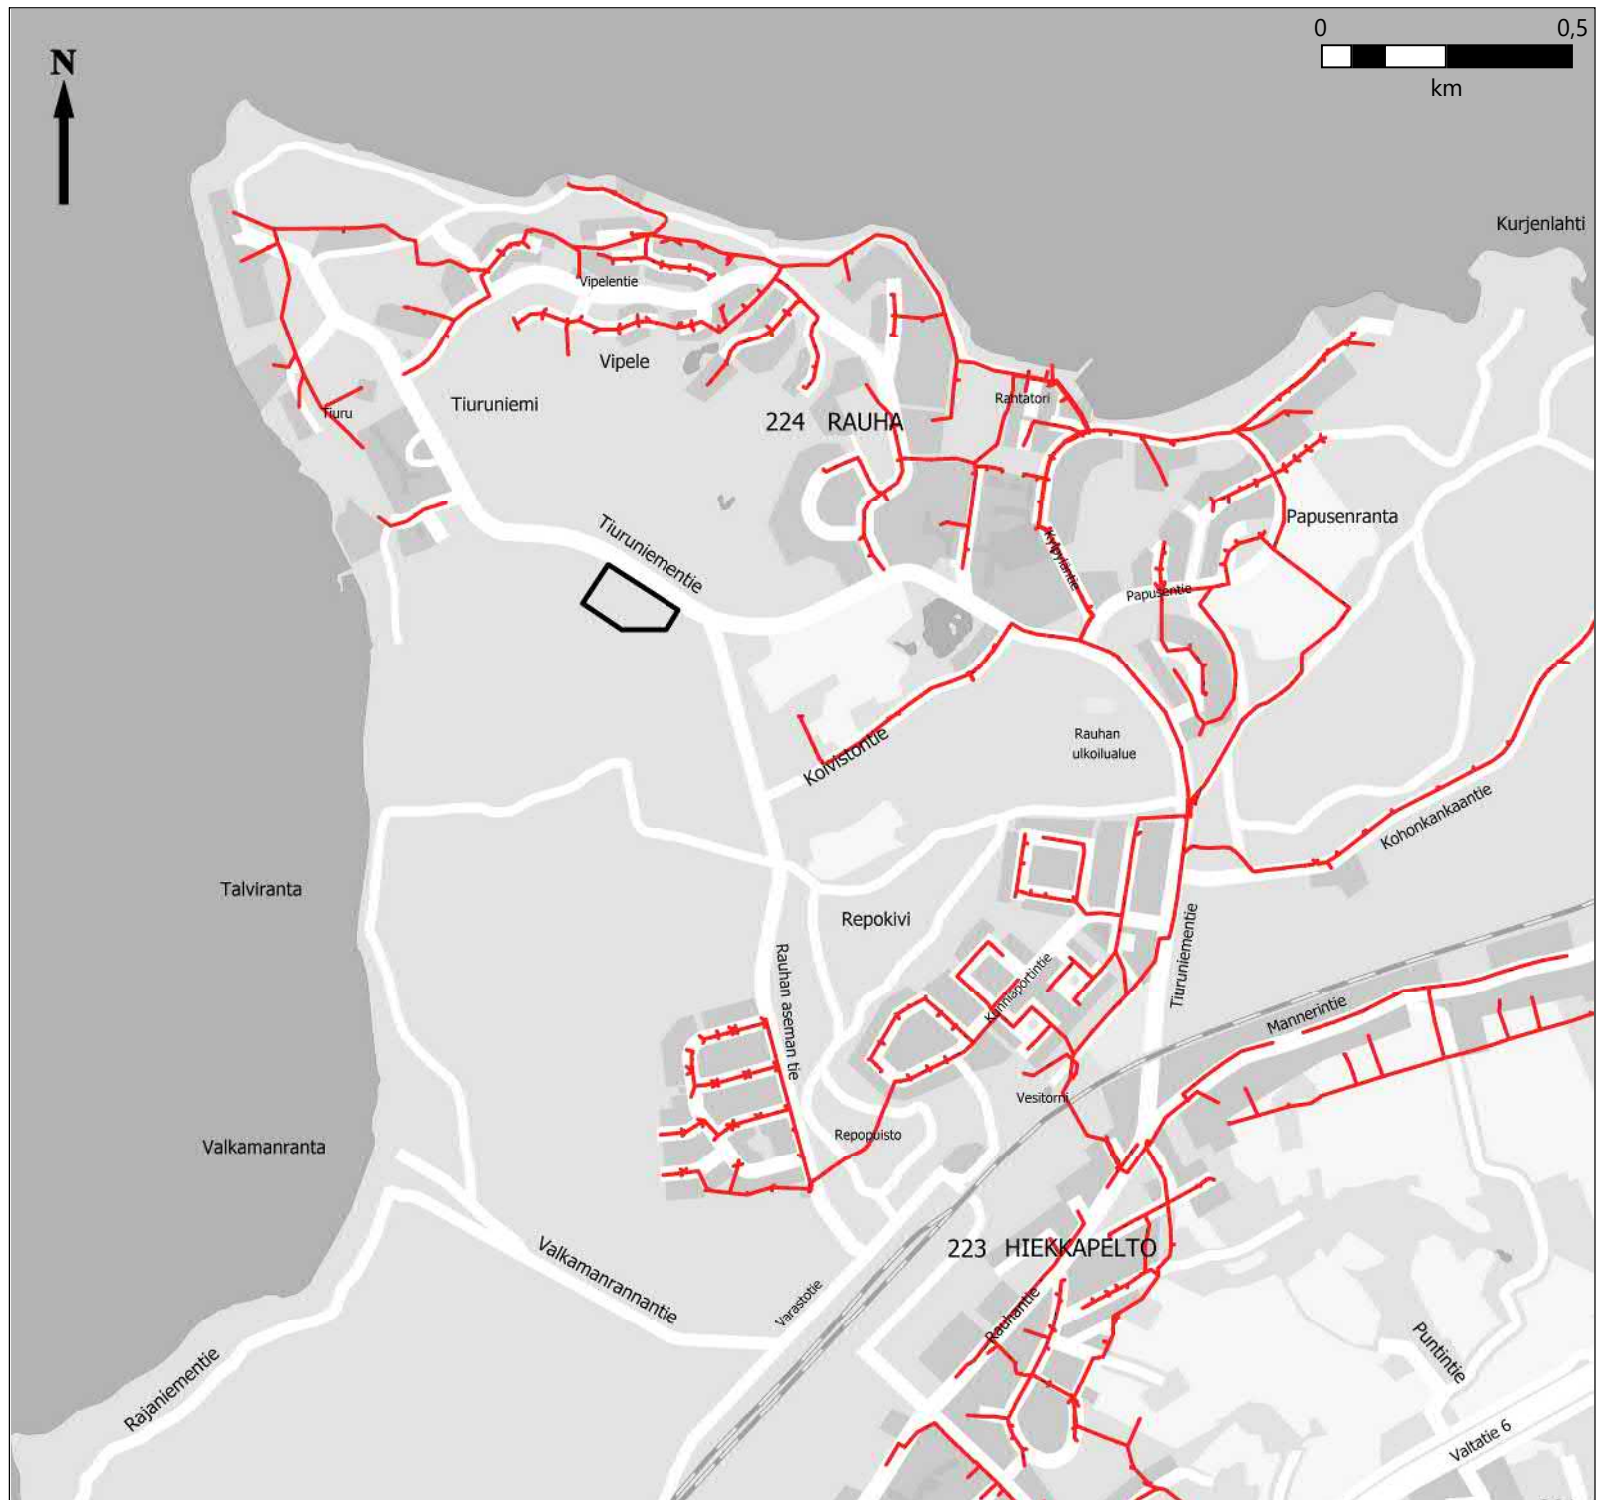 0 0,5
km
N
Kurjenlahti
Vipelentie
Vipele
Tiuruniemi
Tiuru
Rantatori
224 RAUHA
Papusenranta
Tiuruniementie
Kylpyläntie
Papusentie
Rauhan
ulkoilualue
Koivistontie
Kohonkankaantie
Talviranta
Repokivi
Tiuruniementie
Rauhan aseman tie
Kunniaportintie
Mannerintie
Vesitorni
Repopuisto
Valkamanranta
223 HIEKKAPELTO
Valkamanrannantie
Varastotie
Rauhantie
Puntintie
Rajaniementie
Valtatie 6